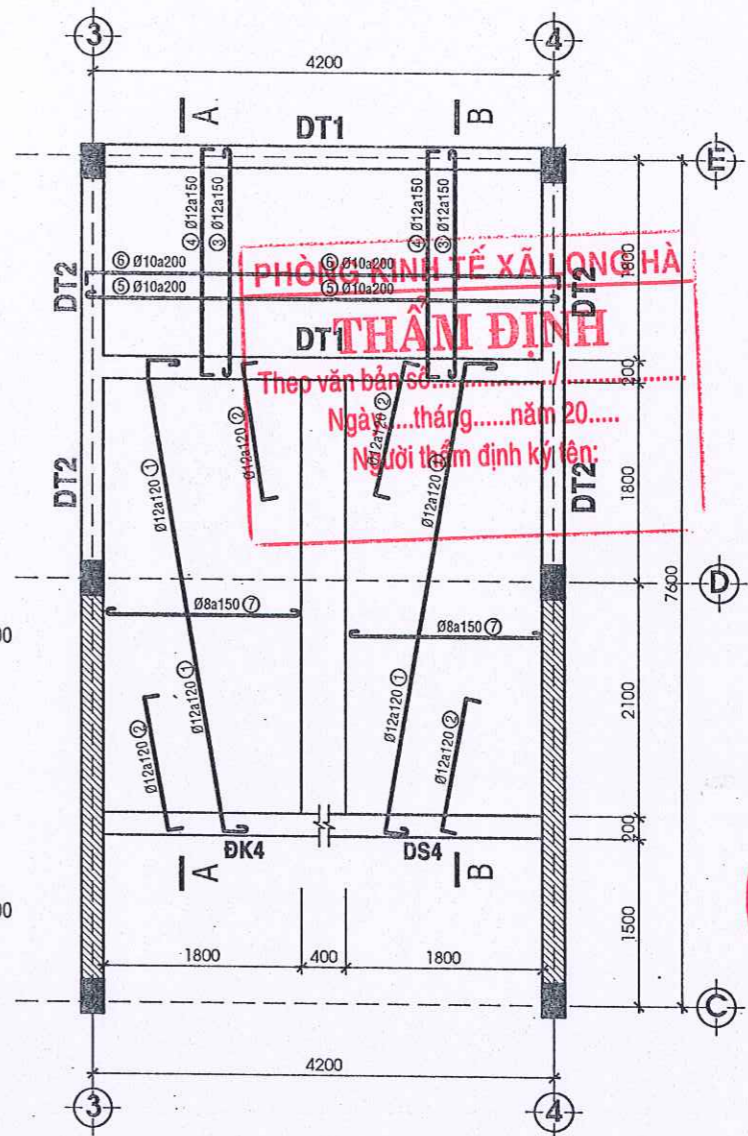 3
4
4200
A
DT1
B
E
④ Ø12a150
③ Ø12a150
④ Ø12a150
③ Ø12a150
1800
⑥ Ø10a200
⑥ Ø10a200
DT2
⑤ Ø10a200
⑤ Ø10a200
DT2
PHÒNG KINH TẾ XÃ LONG HÀ
THẨM ĐỊNH
DT1
Theo văn bản số................/................
200
Ngày.....tháng......năm 20.....
Người thẩm định ký tên:
Ø12a120 ①
Ø12a120 ②
Ø12a120 ②
Ø12a120
DT2
DT2
1800
D
7600
Ø8a150 ⑦
Ø8a150 ⑦
2100
Ø12a120 ②
Ø12a120 ①
Ø12a120 ①
Ø12a120 ②
200
ĐK4
DS4
A
B
1500
1800
400
1800
C
4200
3
4